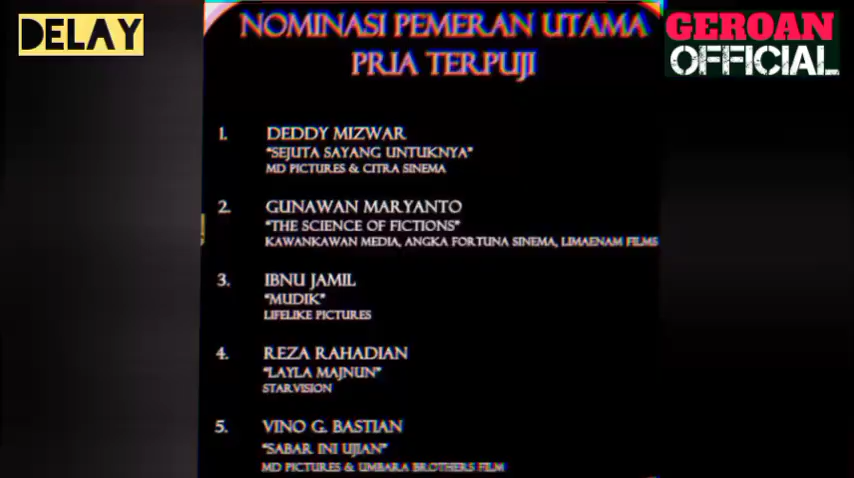 DELAY
GEROAN
OFFICIAL
NOMINASI PEMERAN UTAMA
PRIA TERPUJI
1. DEDDY MIZWAR
"SEJUTA SAYANG UNTUKNYA"
MD PICTURES & CITRA SINEMA
2. GUNAWAN MARYANTO
"THE SCIENCE OF FICTIONS"
KAWANKAWAN MEDIA, ANGKA FORTUNA SINEMA, LIMAENAM FILMS
3. IBNU JAMIL
"MUDIK"
LIFELIKE PICTURES
4. REZA RAHADIAN
"LAYLA MAJNUN"
STARVISION
5. VINO G. BASTIAN
"SABAR INI UJIAN"
MD PICTURES & UMBARA BROTHERS FILM